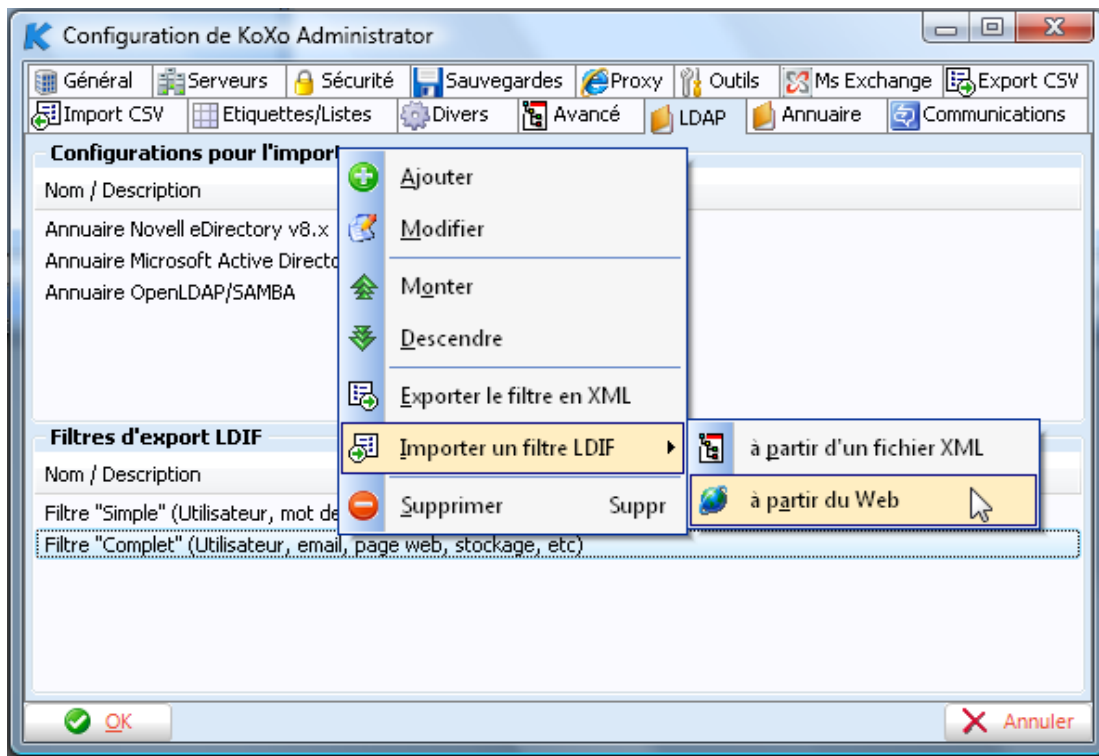 Configuration de KoXo Administrator
Général Serveurs Sécurité Sauvegardes Proxy Outils Ms Exchange Export CSV
Import CSV Etiquettes/Listes Divers Avancé LDAP Annuaire Communications
Configurations pour l'import
Nom / Description
Annuaire Novell eDirectory v8.x
Annuaire Microsoft Active Directo
Annuaire OpenLDAP/SAMBA
Ajouter
Modifier
Monter
Descendre
Exporter le filtre en XML
Importer un filtre LDIF
Supprimer Suppr
à partir d'un fichier XML
à partir du Web
Filtres d'export LDIF
Nom / Description
Filtre "Simple" (Utilisateur, mot de
Filtre "Complet" (Utilisateur, email, page web, stockage, etc)
OK Annuler